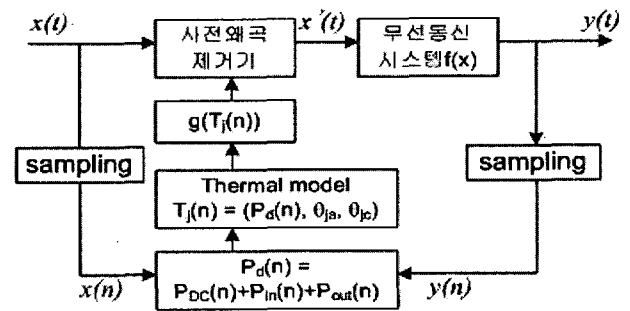 x(t)
사전왜곡
제거기
x'(t)
무선통신
시스템f(x)
y(t)
g(Tj(n))
sampling
sampling
Thermal model
Tj(n) = (Pd(n), θja, θjc)
Pd(n) =
PDC(n)+Pin(n)+Pout(n)
x(n)
y(n)